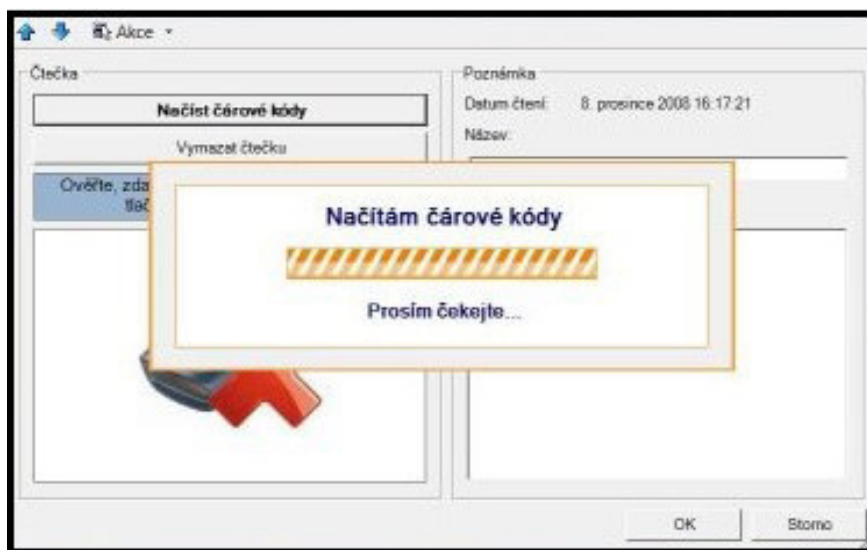 Akce
Čtečka
Načíst čárové kódy
Vymazat čtečku
Ověřte, zda
Poznámka
Datum čtení: 8. prosince 2008 16:17:21
Název:
Načítám čárové kódy
Prosím čekejte...
OK
Storno